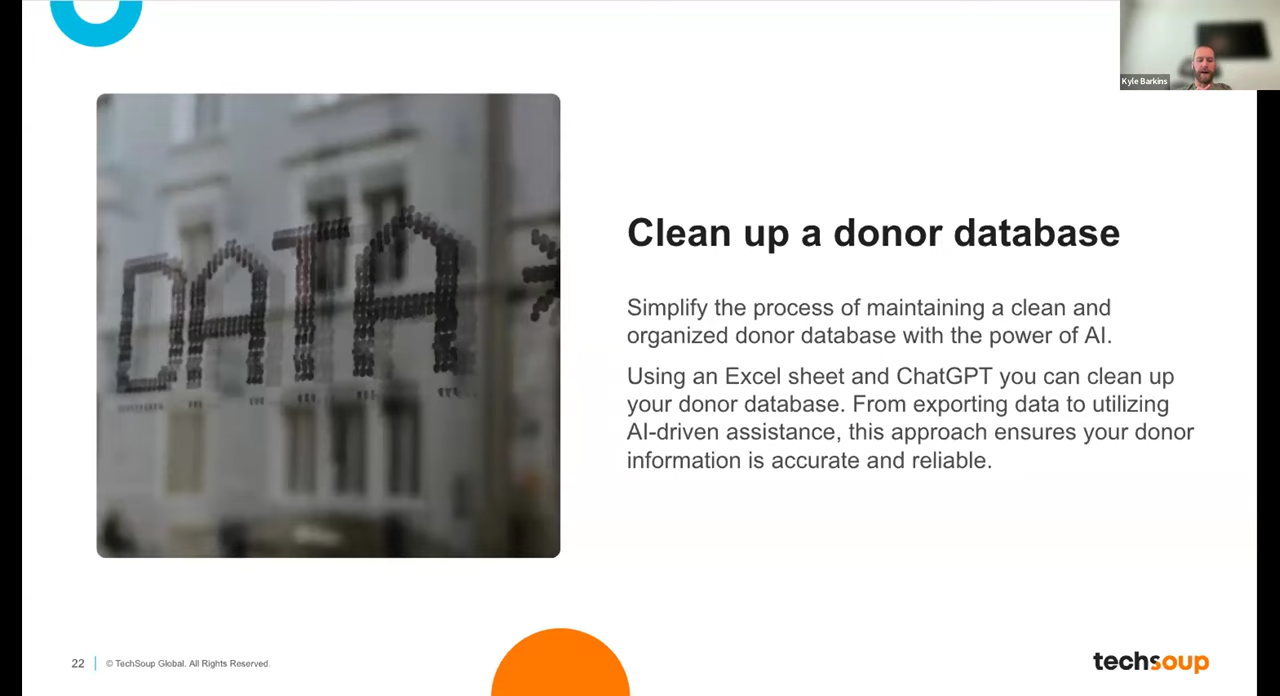 Kyle Barkins
DATA*
Clean up a donor database
Simplify the process of maintaining a clean and
organized donor database with the power of AI.
Using an Excel sheet and ChatGPT you can clean up
your donor database. From exporting data to utilizing
AI-driven assistance, this approach ensures your donor
information is accurate and reliable.
22
© TechSoup Global. All Rights Reserved.
techsoup